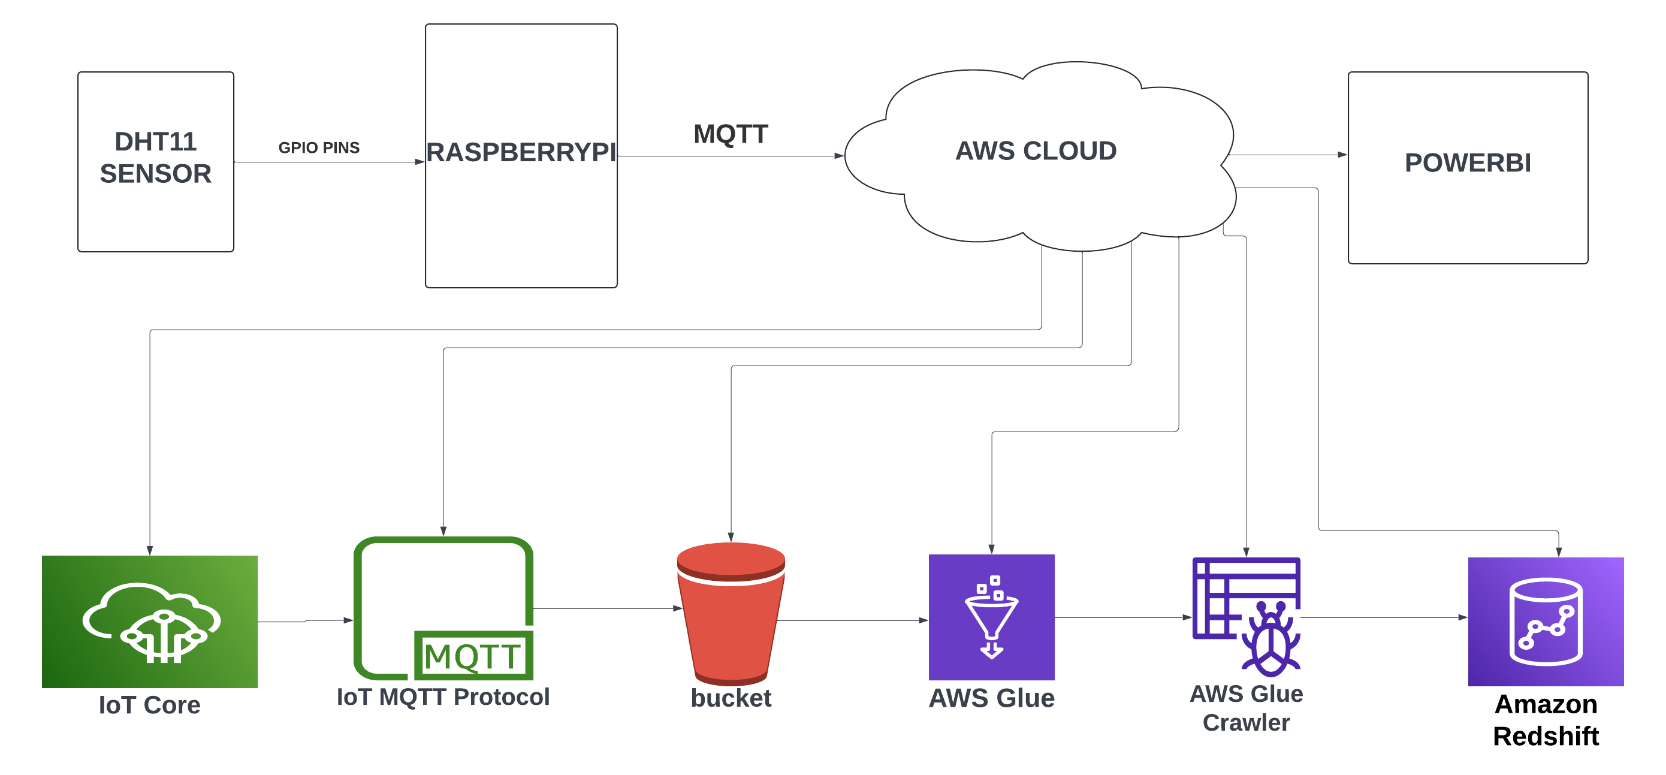 DHT11
SENSOR
GPIO PINS
RASPBERRYPI
MQTT
AWS CLOUD
POWERBI
MQTT
IoT Core
IoT MQTT Protocol
bucket
AWS Glue
AWS Glue
Crawler
Amazon
Redshift